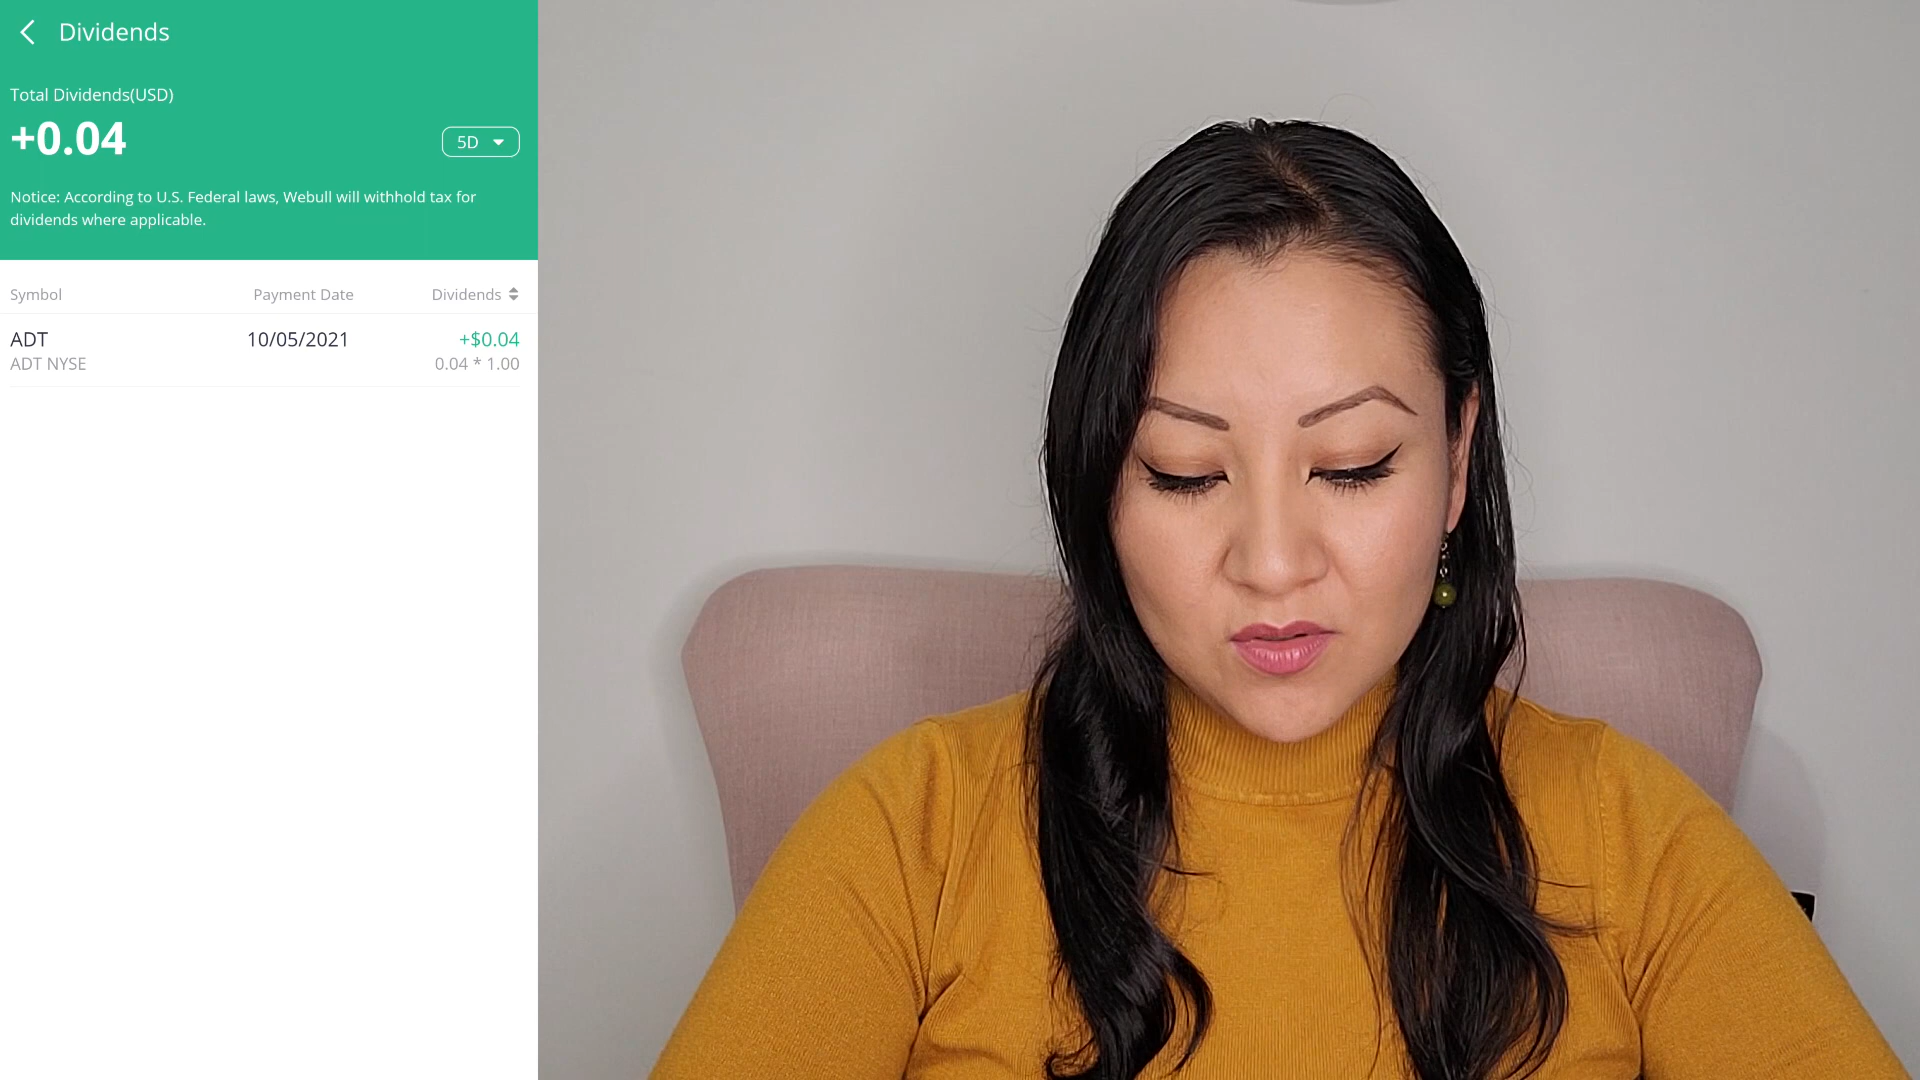 Dividends
Total Dividends(USD)
+0.04
5D
Notice: According to U.S. Federal laws, Webull will withhold tax for
dividends where applicable.
Symbol Payment Date Dividends
ADT 10/05/2021 +$0.04
ADT NYSE 0.04 * 1.00